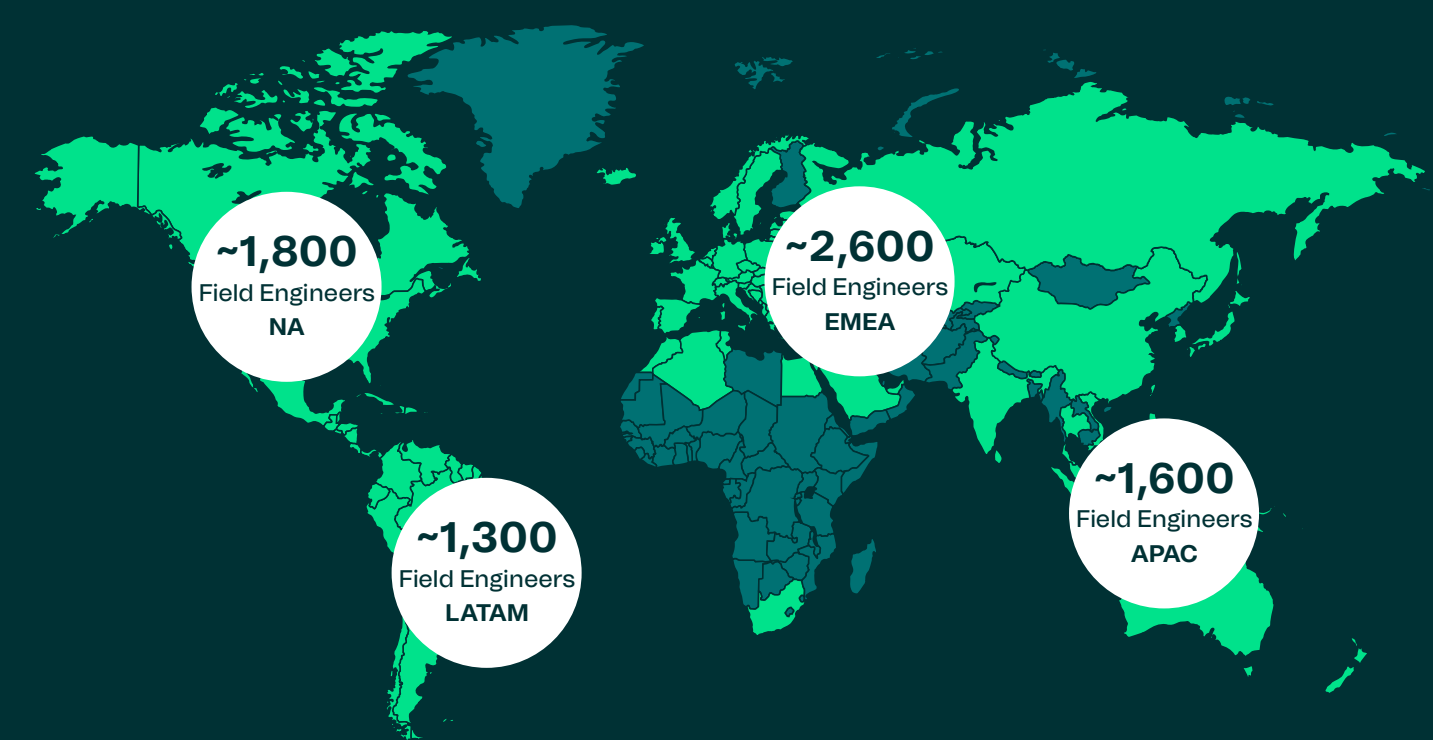 ~1,800
Field Engineers
NA
~2,600
Field Engineers
EMEA
~1,300
Field Engineers
LATAM
~1,600
Field Engineers
APAC